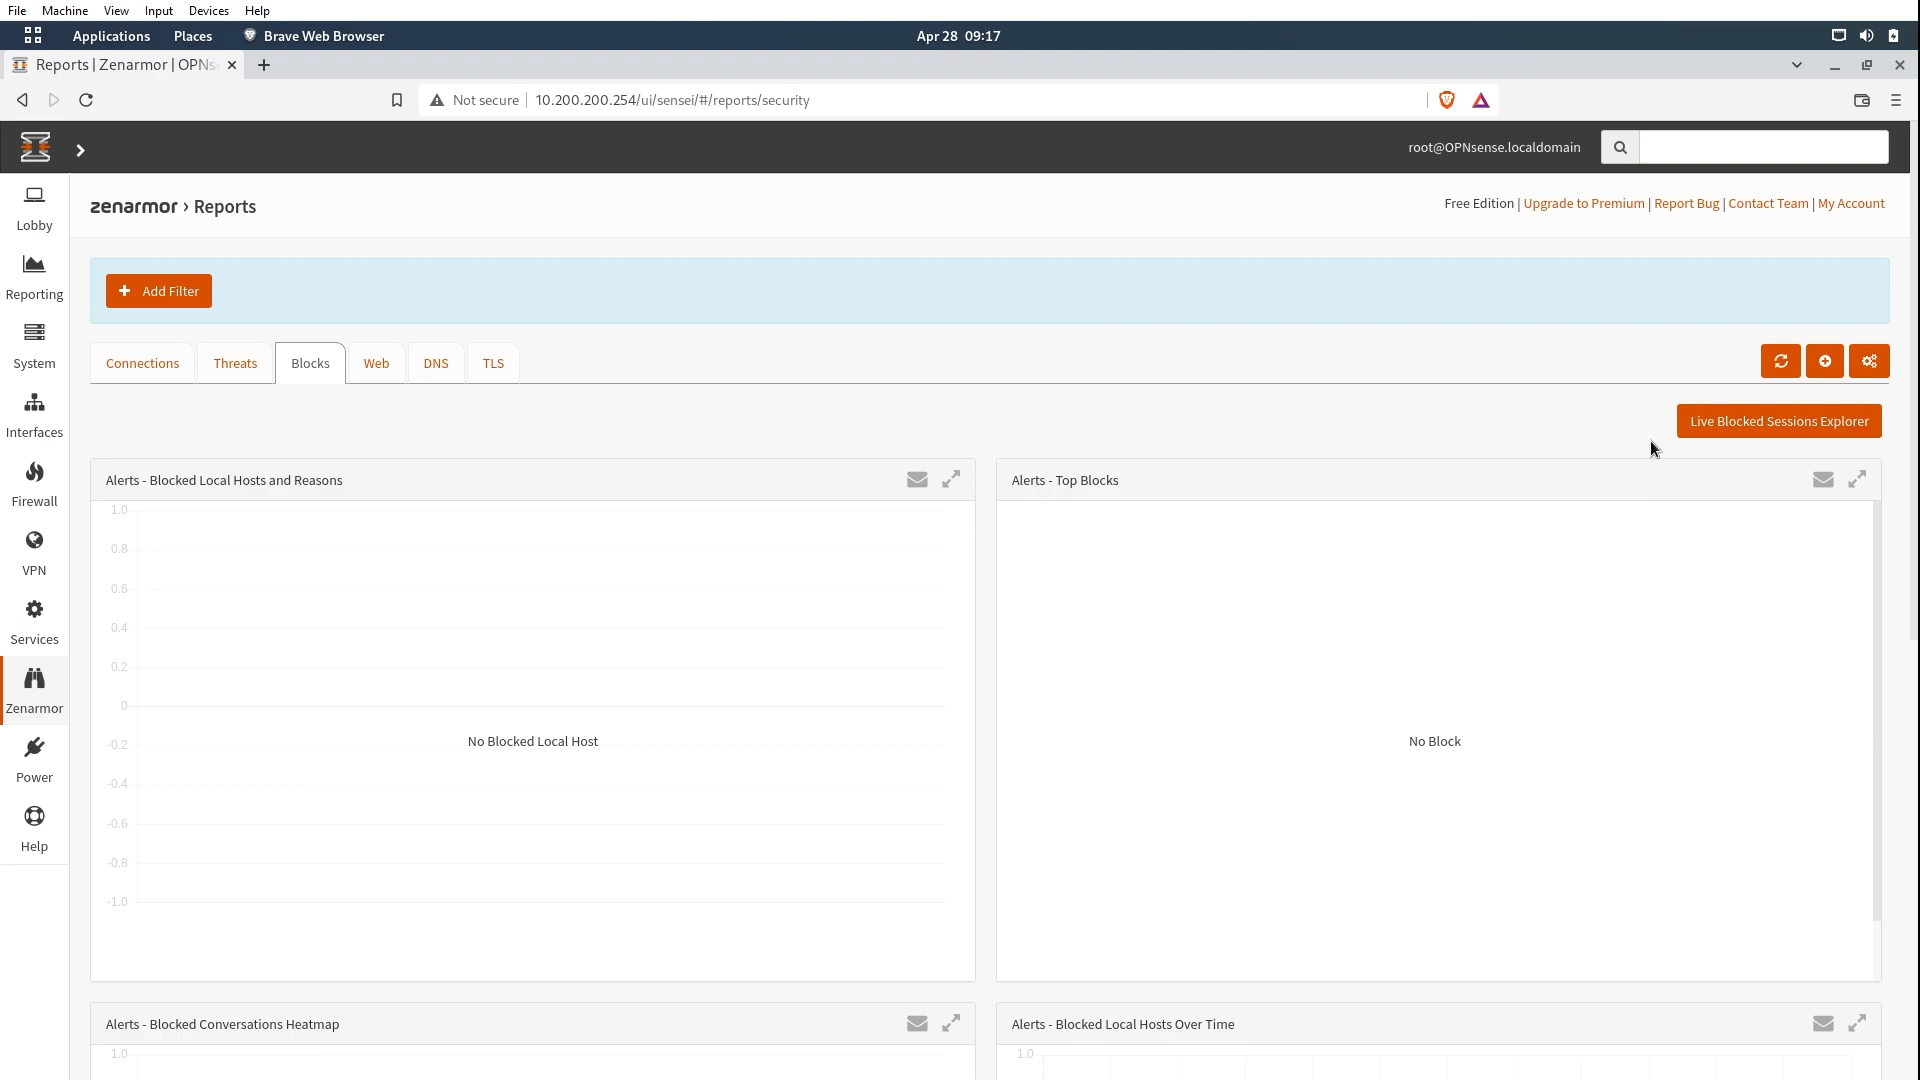 File Machine View Input Devices Help
Applications Places Brave Web Browser Apr 28 09:17
Reports | Zenarmor | OPNs
Not secure 10.200.200.254/ui/sensei/#/reports/security
root@OPNsense.localdomain
Lobby
Reporting
System
Interfaces
Firewall
VPN
Services
Zenarmor
Power
Help
zenarmor › Reports
Free Edition | Upgrade to Premium | Report Bug | Contact Team | My Account
Add Filter
Connections Threats Blocks Web DNS TLS
Live Blocked Sessions Explorer
Alerts - Blocked Local Hosts and Reasons
1.0
0.8
0.6
0.4
0.2
0
-0.2
-0.4
-0.6
-0.8
-1.0
No Blocked Local Host
Alerts - Top Blocks
No Block
Alerts - Blocked Conversations Heatmap
1.0
Alerts - Blocked Local Hosts Over Time
1.0